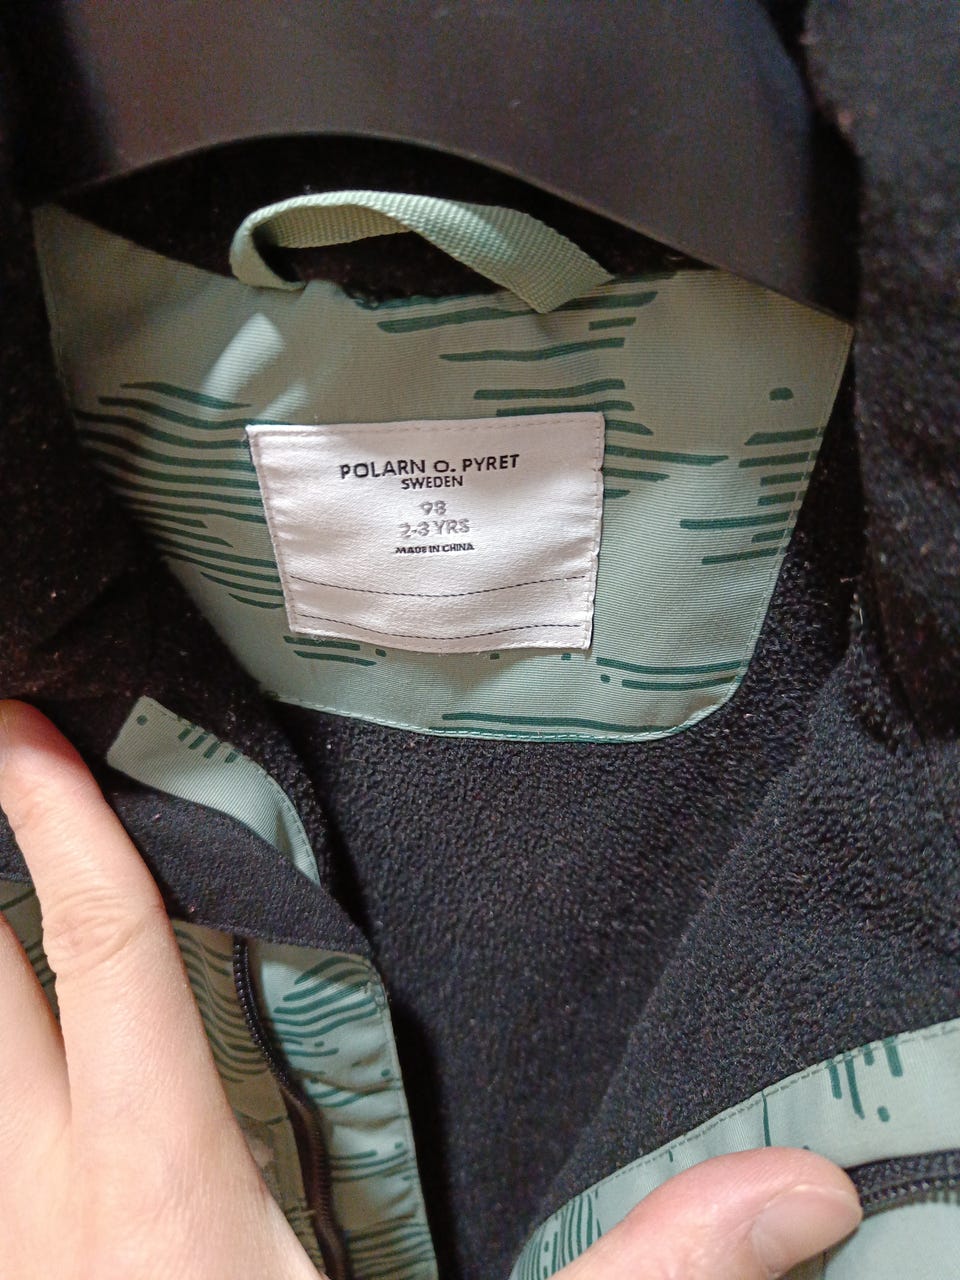 POLARN O. PYRET
SWEDEN
98
2-3 YRS
MADE IN CHINA